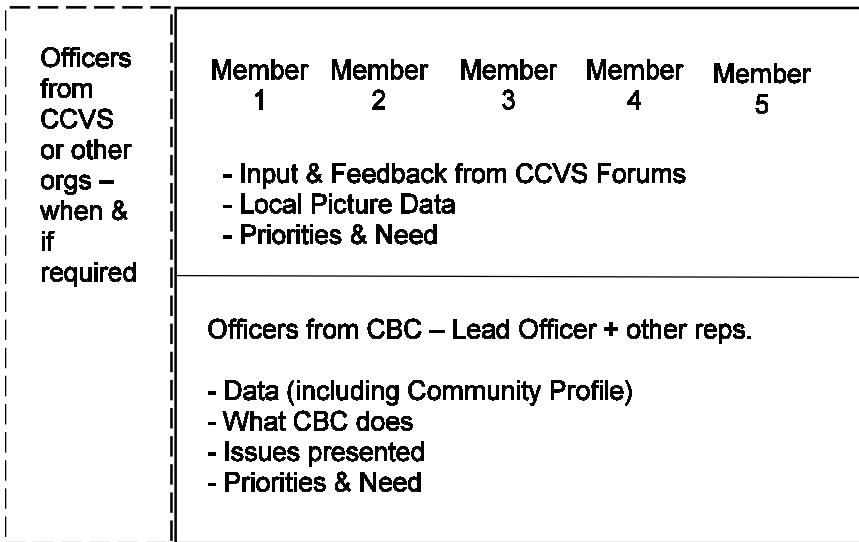 Officers
from
CCVS
or other
orgs –
when &
if
required
Member Member Member Member Member
1 2 3 4 5
- Input & Feedback from CCVS Forums
- Local Picture Data
- Priorities & Need
Officers from CBC – Lead Officer + other reps.
- Data (including Community Profile)
- What CBC does
- Issues presented
- Priorities & Need